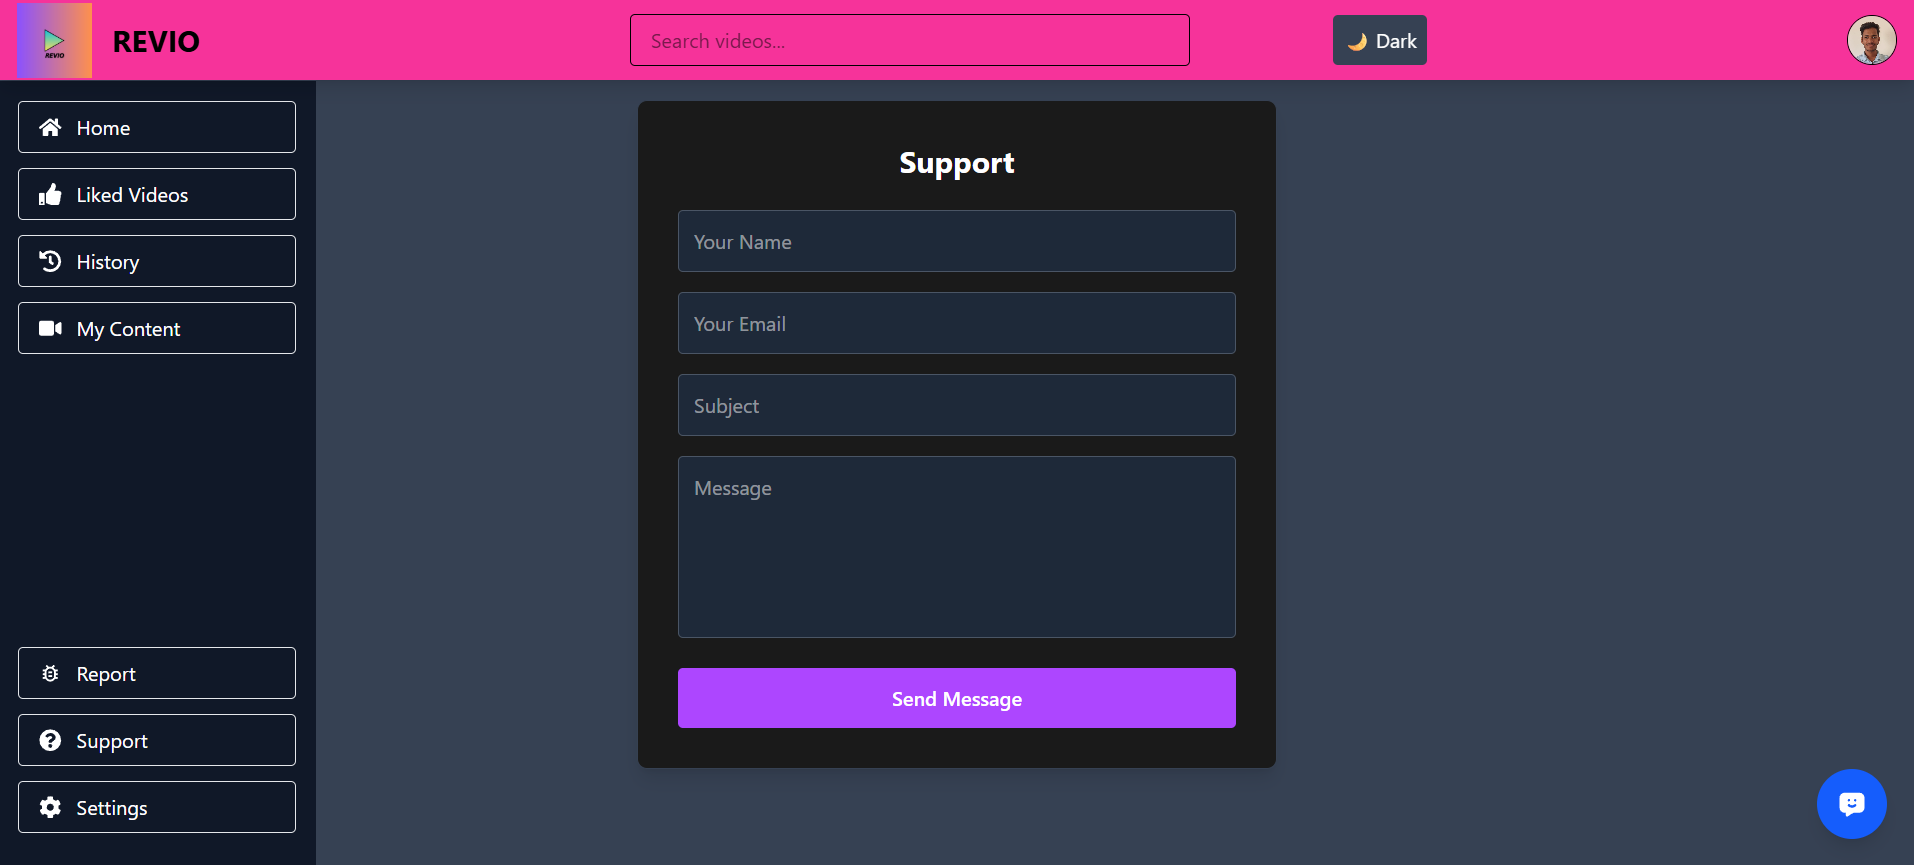 REVIO
REVIO
Search videos...
Dark
Home
Liked Videos
History
My Content
Report
Support
Settings
Support
Your Name
Your Email
Subject
Message
Send Message